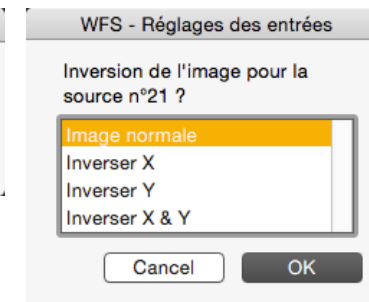 WFS - Réglages des entrées
Inversion de l'image pour la
source n°21 ?
Image normale
Inverser X
Inverser Y
Inverser X & Y
Cancel
OK